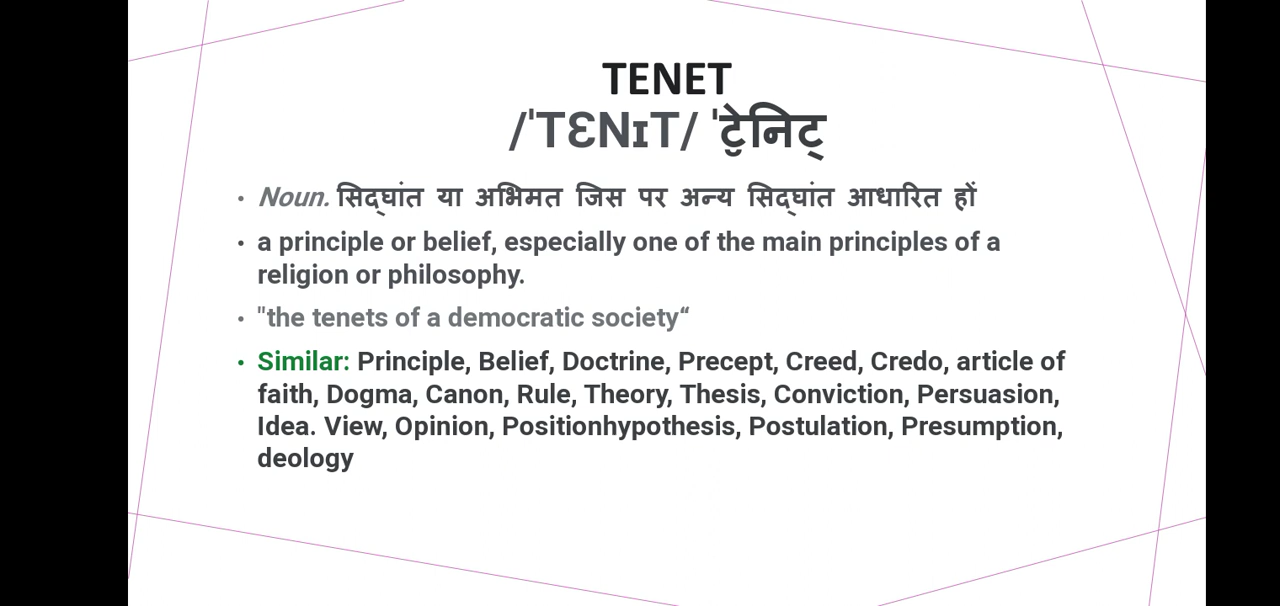 TENET
/ˈTƐNɪT/ ˈटे़निट्
• Noun. सिद्घांत या अभिमत जिस पर अन्य सिद्घांत आधारित हों
• a principle or belief, especially one of the main principles of a
religion or philosophy.
• "the tenets of a democratic society“
• Similar: Principle, Belief, Doctrine, Precept, Creed, Credo, article of
faith, Dogma, Canon, Rule, Theory, Thesis, Conviction, Persuasion,
Idea. View, Opinion, Positionhypothesis, Postulation, Presumption,
deology